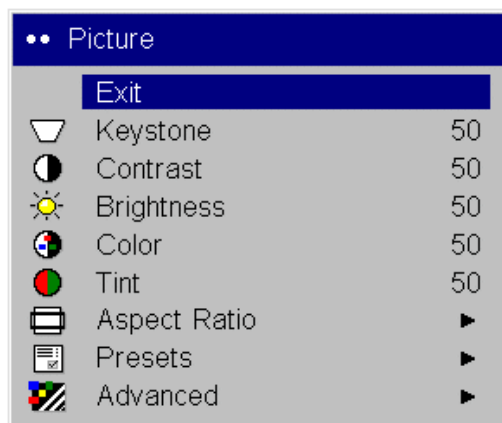 Picture
Exit
Keystone 50
Contrast 50
Brightness 50
Color 50
Tint 50
Aspect Ratio
Presets
Advanced